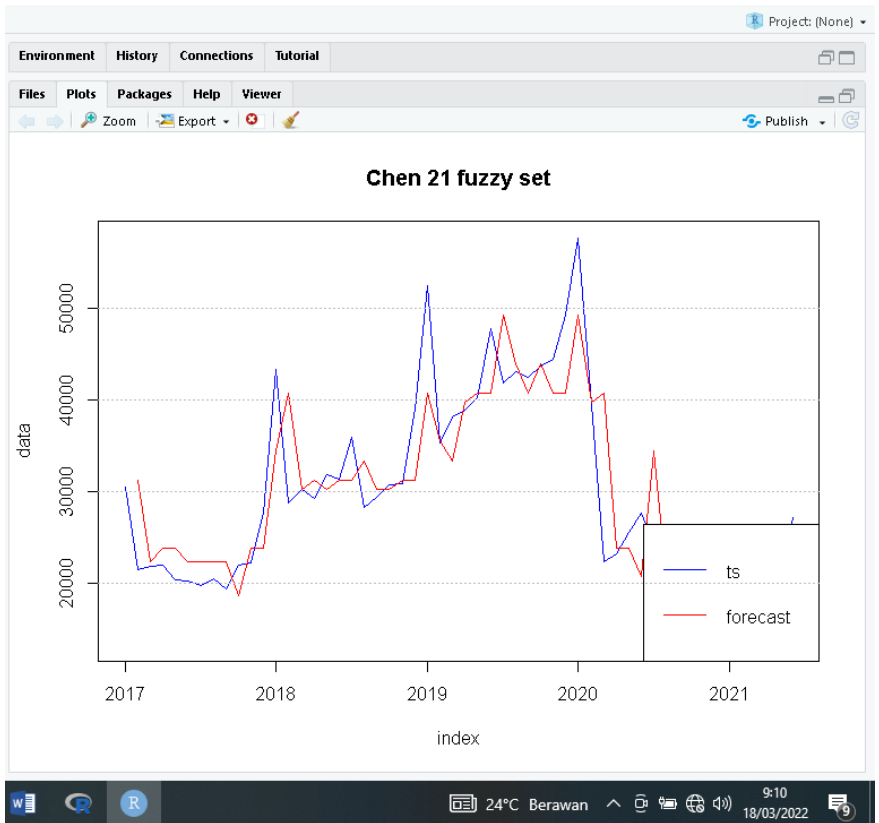 Project: (None)
Environment History Connections Tutorial
Files Plots Packages Help Viewer
Zoom Export Publish
Chen 21 fuzzy set
data
50000
40000
30000
20000
ts
forecast
2017 2018 2019 2020 2021
index
W R R 24°C Berawan 9:10
18/03/2022 9